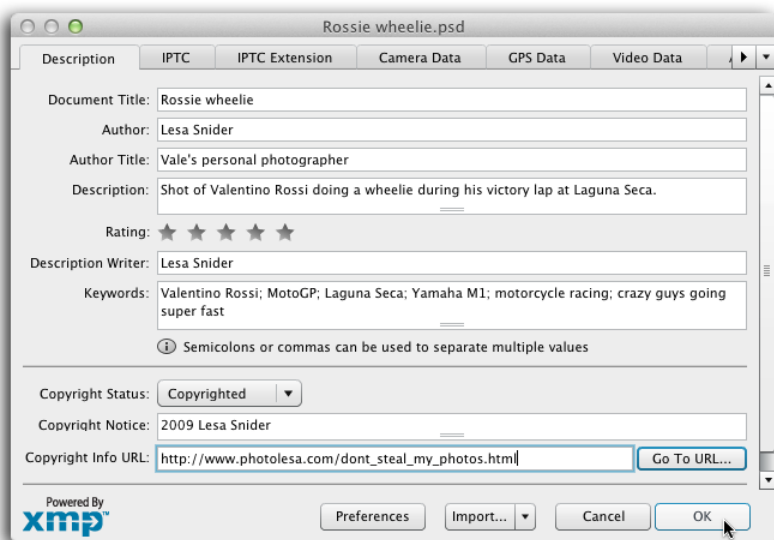 Rossie wheelie.psd
Description IPTC IPTC Extension Camera Data GPS Data Video Data
Document Title: Rossie wheelie
Author: Lesa Snider
Author Title: Vale's personal photographer
Description: Shot of Valentino Rossi doing a wheelie during his victory lap at Laguna Seca.
Rating:
Description Writer: Lesa Snider
Keywords: Valentino Rossi; MotoGP; Laguna Seca; Yamaha M1; motorcycle racing; crazy guys going
super fast
Semicolons or commas can be used to separate multiple values
Copyright Status: Copyrighted
Copyright Notice: 2009 Lesa Snider
Copyright Info URL: http://www.photolesa.com/dont_steal_my_photos.html Go To URL...
Powered By
xmp Preferences Import... Cancel OK